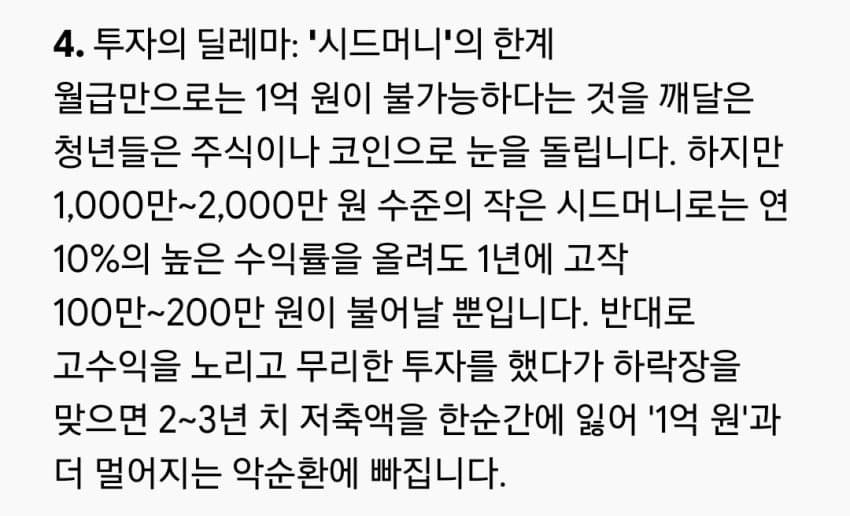 4. 투자의 딜레마: '시드머니'의 한계
월급만으로는 1억 원이 불가능하다는 것을 깨달은
청년들은 주식이나 코인으로 눈을 돌립니다. 하지만
1,000만~2,000만 원 수준의 작은 시드머니로는 연
10%의 높은 수익률을 올려도 1년에 고작
100만~200만 원이 불어날 뿐입니다. 반대로
고수익을 노리고 무리한 투자를 했다가 하락장을
맞으면 2~3년 치 저축액을 한순간에 잃어 '1억 원'과
더 멀어지는 악순환에 빠집니다.